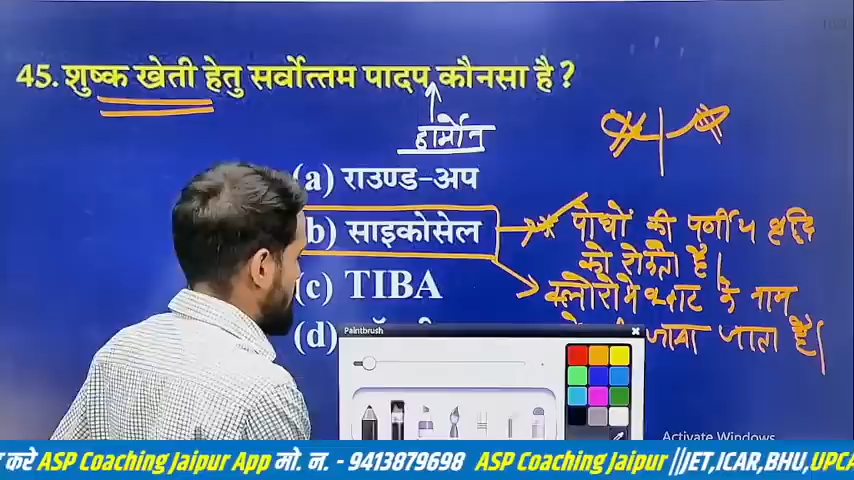 45. शुष्क खेती हेतु सर्वोत्तम पादप कौनसा है ?
हार्मोन
(a) राउण्ड-अप
b) साइकोसेल
पौधों की पर्णीय वृद्धि
को रोकता है।
(c) TIBA
क्लोरोमेक्वाट के नाम
(d)
जाना जाता है।
Paintbrush
Activate Windows
करे ASP Coaching Jaipur App मो. न. - 9413879698 ASP Coaching Jaipur ||JET,ICAR,BHU,UPCA